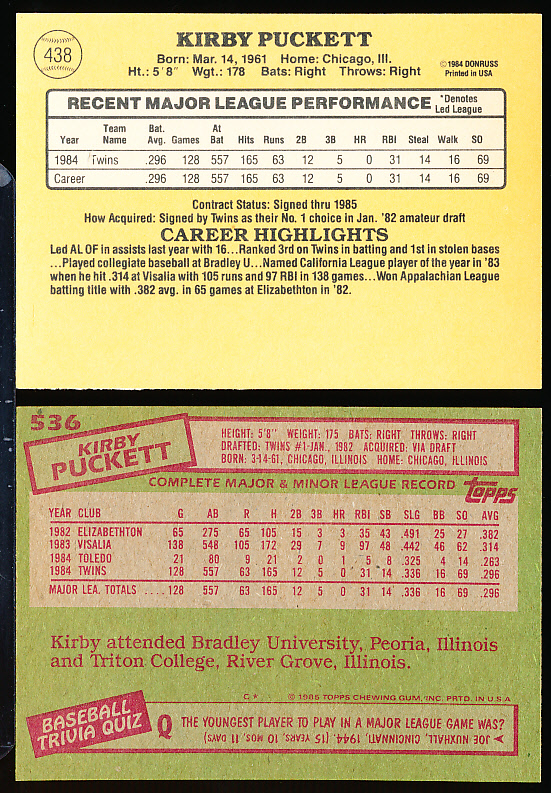 438
KIRBY PUCKETT
Born: Mar. 14, 1961 Home: Chicago, Ill.
Ht.: 5'8" Wgt.: 178 Bats: Right Throws: Right
© 1984 DONRUSS
Printed in USA
RECENT MAJOR LEAGUE PERFORMANCE *Denotes Led League
Year Team Name Bat. Avg. Games At Bat Hits Runs 2B 3B HR RBI Steal Walk SO
1984 Twins .296 128 557 165 63 12 5 0 31 14 16 69
Career .296 128 557 165 63 12 5 0 31 14 16 69
Contract Status: Signed thru 1985
How Acquired: Signed by Twins as their No. 1 choice in Jan. '82 amateur draft
CAREER HIGHLIGHTS
Led AL OF in assists last year with 16...Ranked 3rd on Twins in batting and 1st in stolen bases
...Played collegiate baseball at Bradley U...Named California League player of the year in '83
when he hit .314 at Visalia with 105 runs and 97 RBI in 138 games...Won Appalachian League
batting title with .382 avg. in 65 games at Elizabethton in '82.
536
KIRBY
PUCKETT
HEIGHT: 5'8" WEIGHT: 175 BATS: RIGHT THROWS: RIGHT
DRAFTED: TWINS #1-JAN., 1982 ACQUIRED: VIA DRAFT
BORN: 3-14-61, CHICAGO, ILLINOIS HOME: CHICAGO, ILLINOIS
COMPLETE MAJOR & MINOR LEAGUE RECORD topps
YEAR CLUB G AB R H 2B 3B HR RBI SB SLG BB SO AVG
1982 ELIZABETHTON 65 275 65 105 15 3 3 35 43 .491 25 27 .382
1983 VISALIA 138 548 105 172 29 7 9 97 48 .442 46 62 .314
1984 TOLEDO 21 80 9 21 2 0 1 5 8 .325 4 14 .263
1984 TWINS 128 557 63 165 12 5 0 31 14 .336 16 69 .296
MAJOR LEA. TOTALS .... 128 557 63 165 12 5 0 31 14 .336 16 69 .296
Kirby attended Bradley University, Peoria, Illinois
and Triton College, River Grove, Illinois.
C* © 1985 TOPPS CHEWING GUM, INC. PRTD. IN U.S.A.
BASEBALL
TRIVIA QUIZ
Q THE YOUNGEST PLAYER TO PLAY IN A MAJOR LEAGUE GAME WAS?
JOE NUXHALL, CINCINNATI, 1944. (15 YEARS, 10 MOS, 11 DAYS)